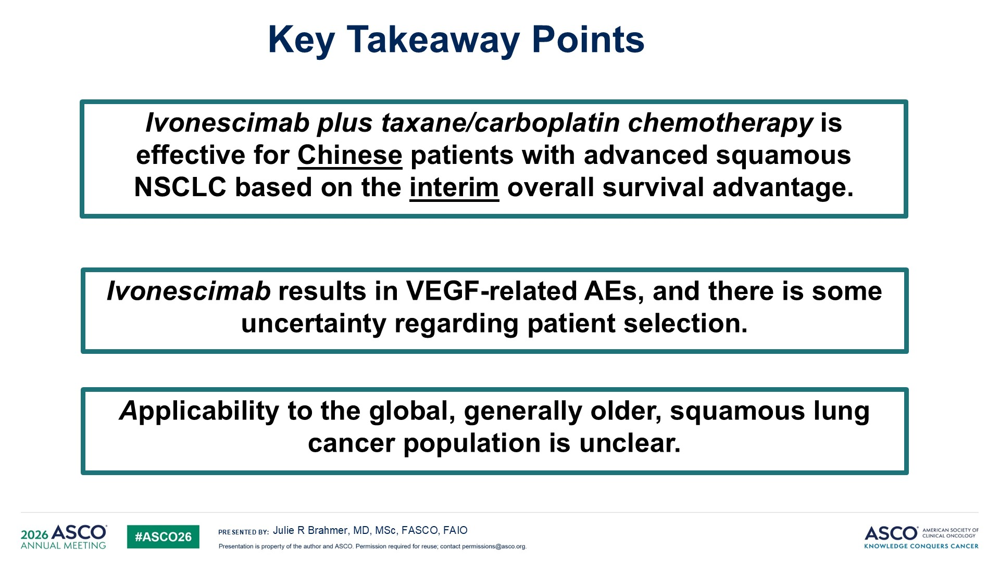 Key Takeaway Points
Ivonescimab plus taxane/carboplatin chemotherapy is
effective for Chinese patients with advanced squamous
NSCLC based on the interim overall survival advantage.
Ivonescimab results in VEGF-related AEs, and there is some
uncertainty regarding patient selection.
Applicability to the global, generally older, squamous lung
cancer population is unclear.
2026 ASCO
ANNUAL MEETING
#ASCO26
PRESENTED BY: Julie R Brahmer, MD, MSc, FASCO, FAIO
Presentation is property of the author and ASCO. Permission required for reuse; contact permissions@asco.org.
ASCO AMERICAN SOCIETY OF
CLINICAL ONCOLOGY
KNOWLEDGE CONQUERS CANCER